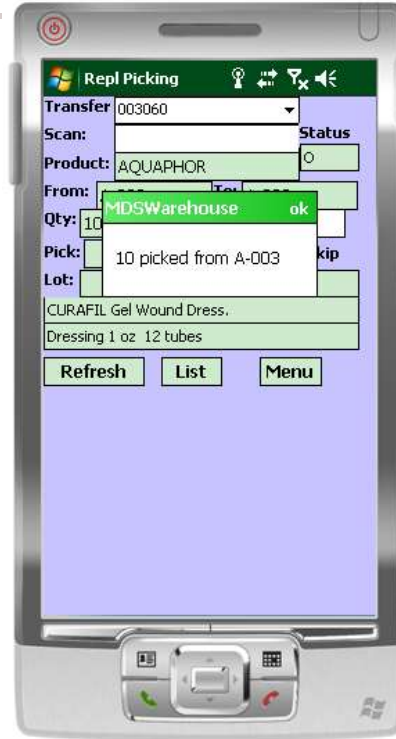 Repl Picking
Transfer 003060
Scan: Status
Product: AQUAPHOR O
From: To:
Qty: 10
MDSWarehouse ok
10 picked from A-003
Pick: kip
Lot:
CURAFIL Gel Wound Dress.
Dressing 1 oz 12 tubes
Refresh List Menu